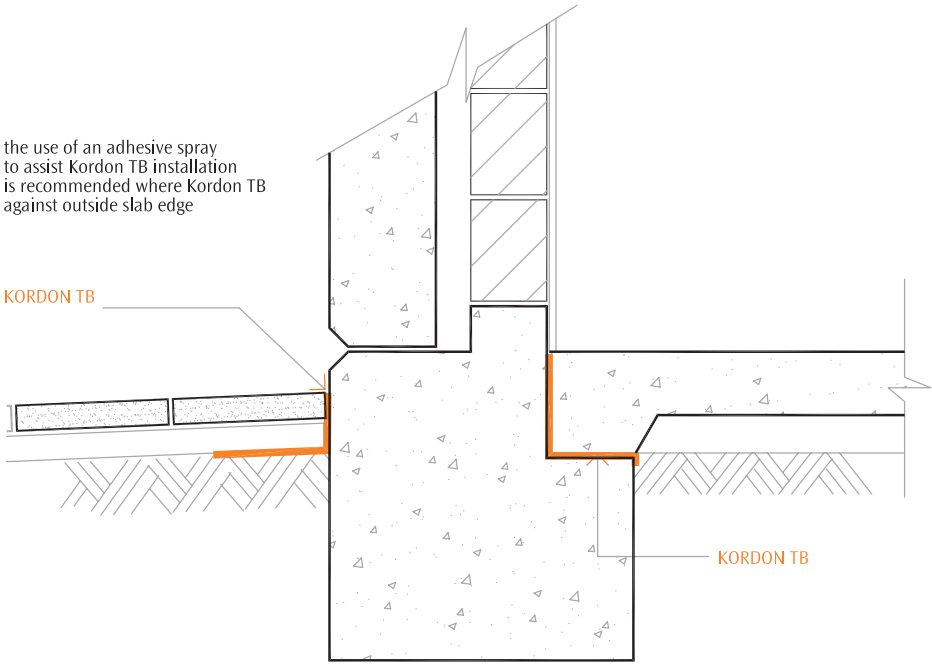 the use of an adhesive spray
to assist Kordon TB installation
is recommended where Kordon TB
against outside slab edge
KORDON TB
KORDON TB